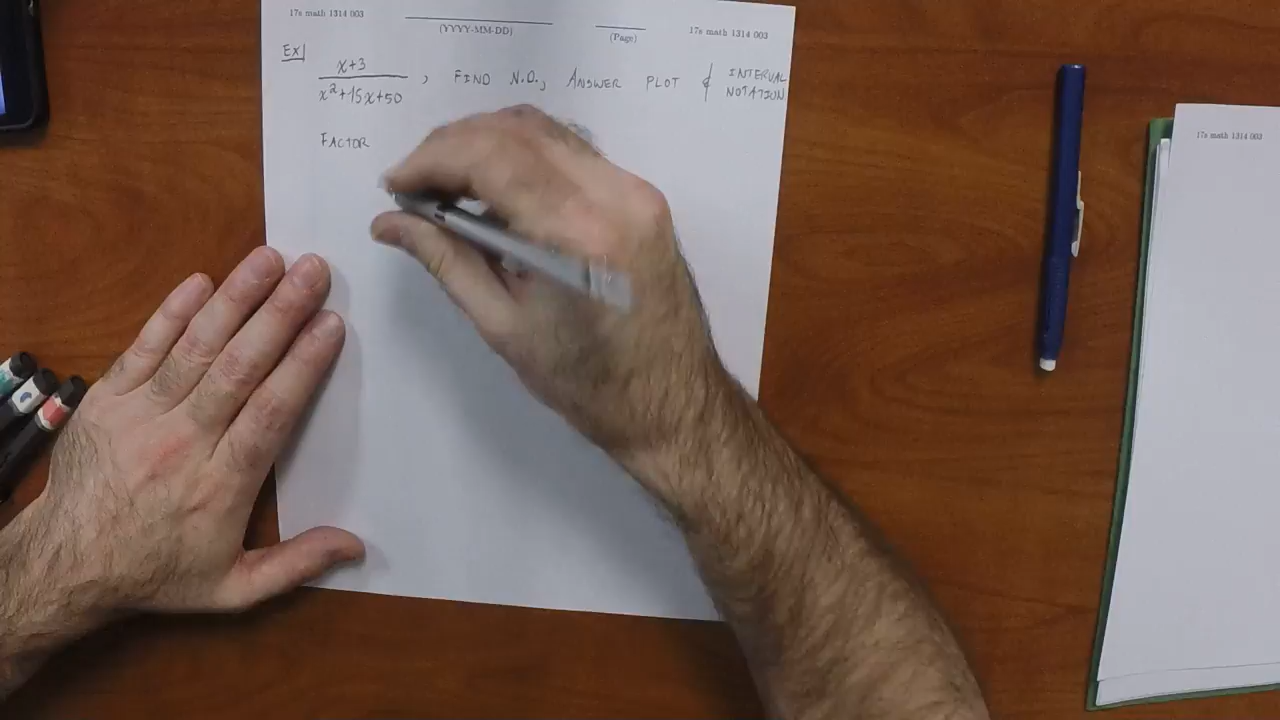 17s math 1314 003
(YYYY-MM-DD)
(Page)
17s math 1314 003
EX1
x+3
x²+15x+50
, FIND N.D., ANSWER PLOT & INTERVAL NOTATION
FACTOR
17s math 1314 003